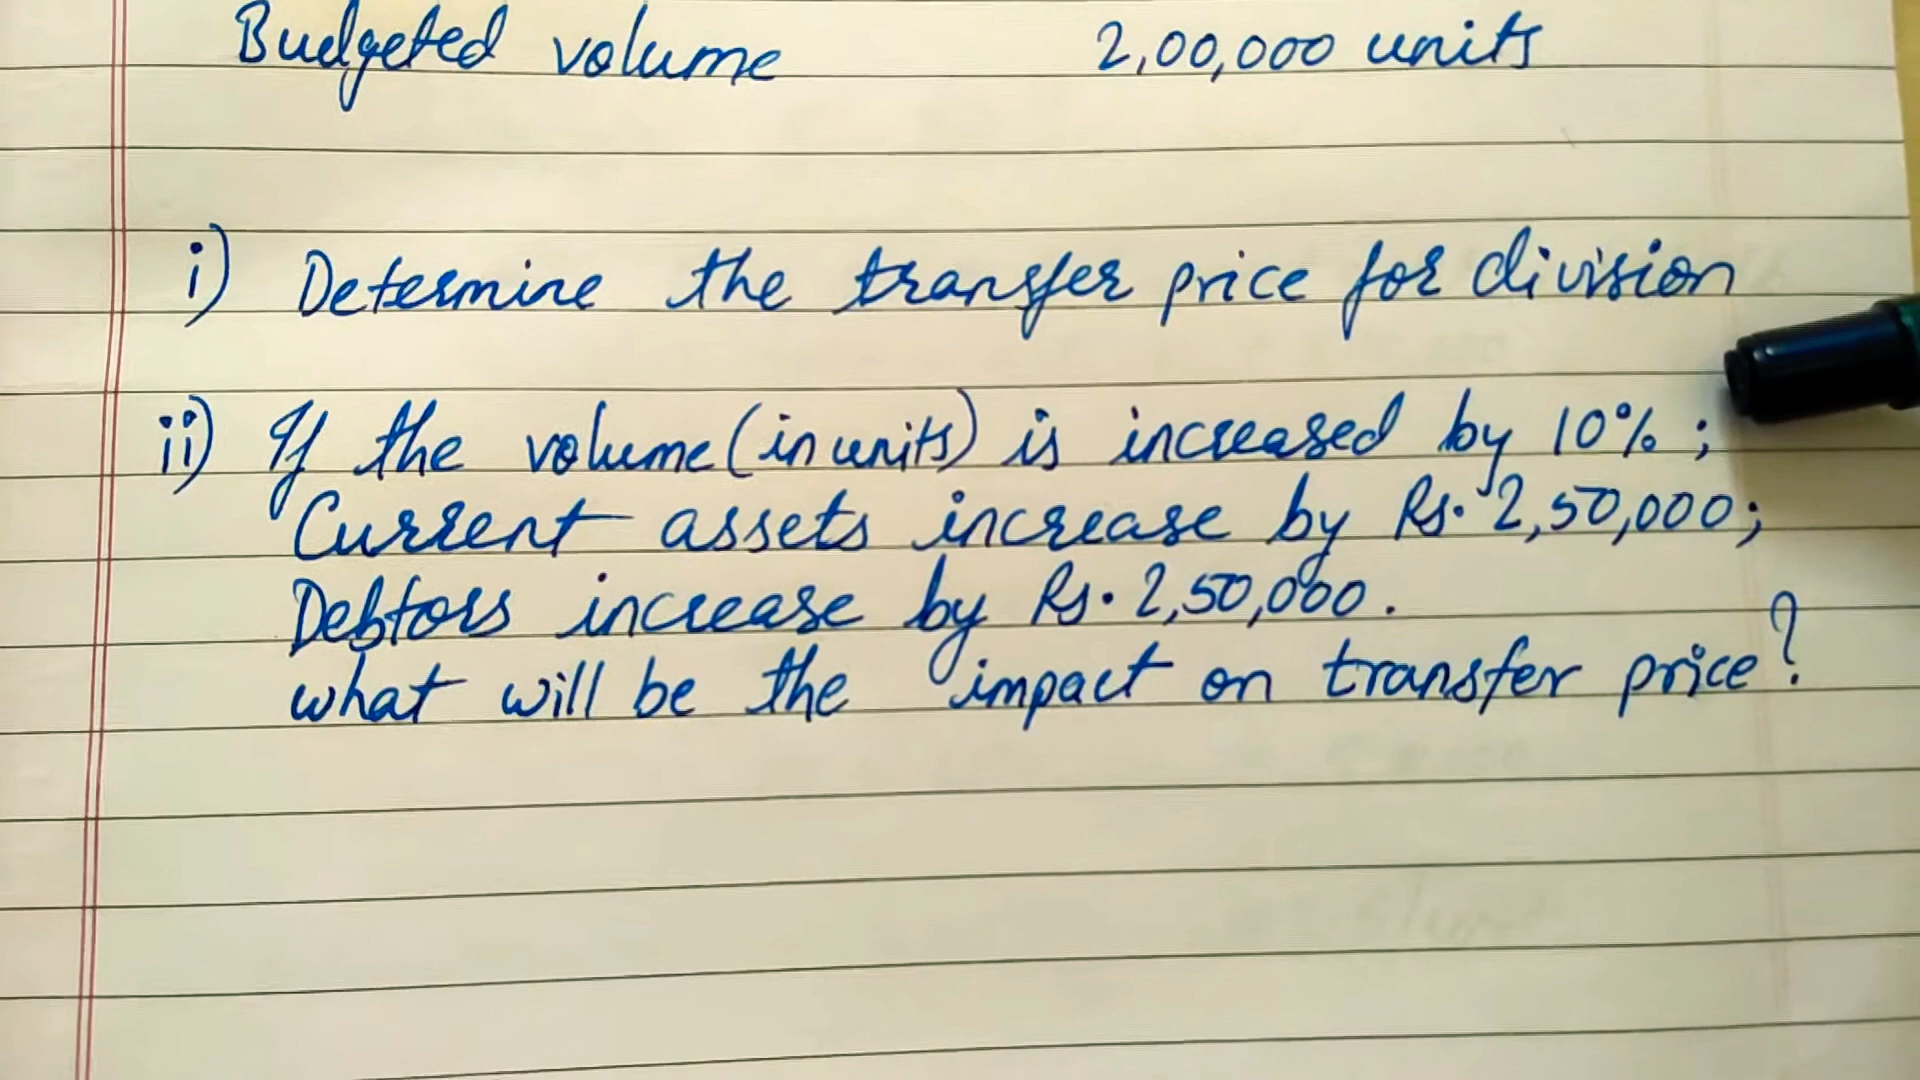 Budgeted volume 2,00,000 units
i) Determine the transfer price for division
ii) If the volume (in units) is increased by 10% ;
Current assets increase by Rs. 2,50,000;
Debtors increase by Rs. 2,50,000.
what will be the impact on transfer price?